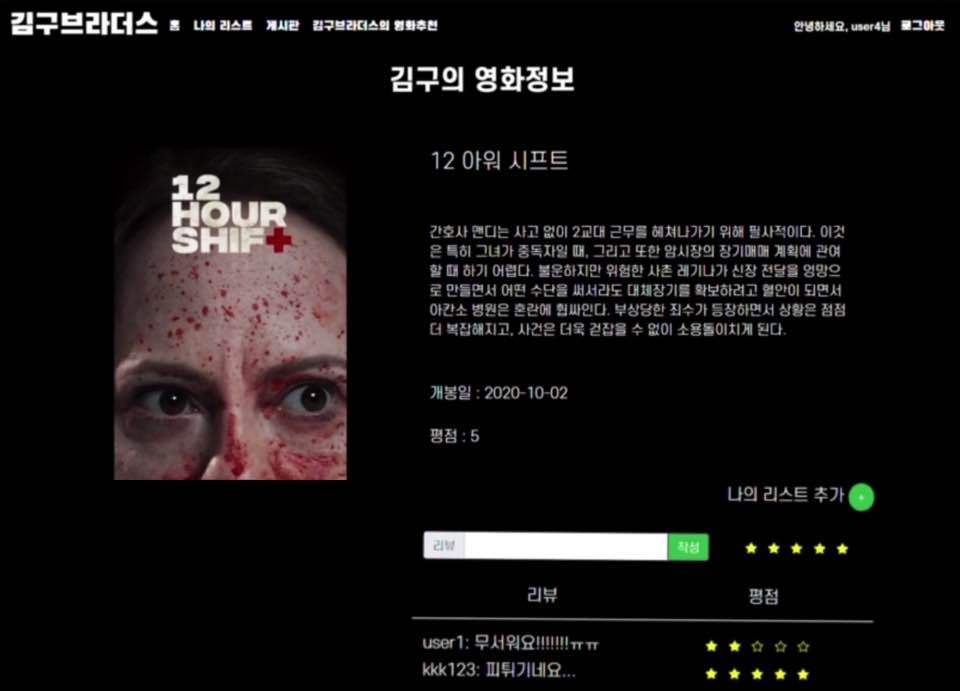 김구브라더스 홈 나의 리스트 게시판 김구브라더스의 영화추천 안녕하세요, user4님 로그아웃
김구의 영화정보
12
HOUR
SHIFT
12 아워 시프트
간호사 맨디는 사고 없이 2교대 근무를 헤쳐나가기 위해 필사적이다. 이것
은 특히 그녀가 중독자일 때, 그리고 또한 암시장의 장기매매 계획에 관여
할 때 하기 어렵다. 불운하지만 위험한 사촌 레기나가 신장 전달을 엉망으
로 만들면서 어떤 수단을 써서라도 대체장기를 확보하려고 혈안이 되면서
아칸소 병원은 혼란에 휩싸인다. 부상당한 죄수가 등장하면서 상황은 점점
더 복잡해지고, 사건은 더욱 걷잡을 수 없이 소용돌이치게 된다.
개봉일 : 2020-10-02
평점 : 5
나의 리스트 추가 +
리뷰 작성 ★ ★ ★ ★ ★
리뷰 평점
user1: 무서워요!!!!!!!ㅠㅠ ★ ★ ☆ ☆ ☆
kkk123: 피튀기네요... ★ ★ ★ ★ ★